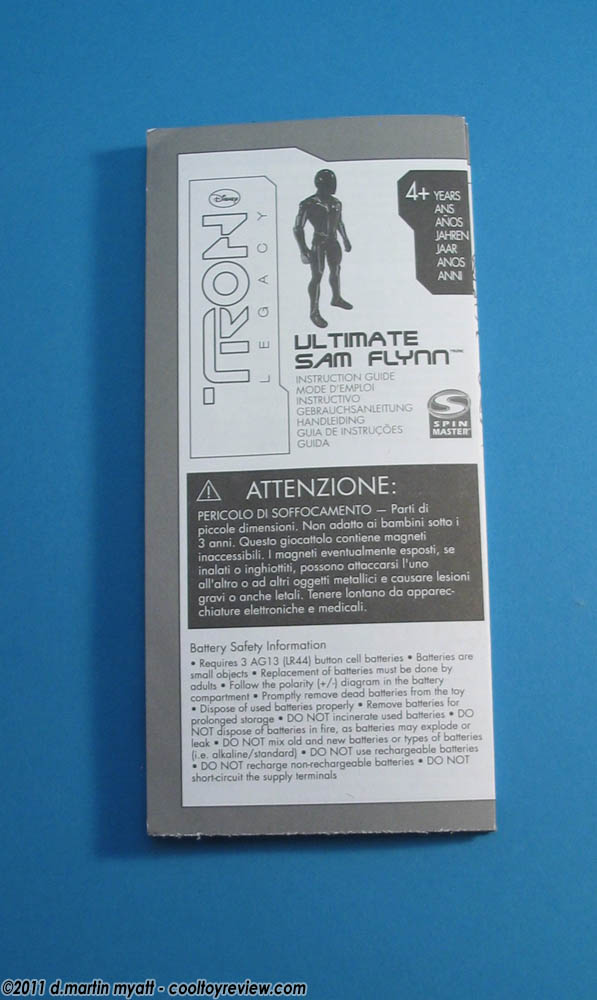 Disney
TRON
LEGACY
4+ YEARS
ANS
AÑOS
JAHREN
JAAR
ANOS
ANNI
ULTIMATE
SAM FLYNN
INSTRUCTION GUIDE
MODE D'EMPLOI
INSTRUCTIVO
GEBRAUCHSANLEITUNG
HANDLEIDING
GUIA DE INSTRUÇÕES
GUIDA
SPIN
MASTER
ATTENZIONE:
PERICOLO DI SOFFOCAMENTO — Parti di
piccole dimensioni. Non adatto ai bambini sotto i
3 anni. Questo giocattolo contiene magneti
inaccessibili. I magneti eventualmente esposti, se
inalati o inghiottiti, possono attaccarsi l'uno
all'altro o ad altri oggetti metallici e causare lesioni
gravi o anche letali. Tenere lontano da apparec-
chiature elettroniche e medicali.
Battery Safety Information
• Requires 3 AG13 (LR44) button cell batteries • Batteries are
small objects • Replacement of batteries must be done by
adults • Follow the polarity (+/-) diagram in the battery
compartment • Promptly remove dead batteries from the toy
• Dispose of used batteries properly • Remove batteries for
prolonged storage • DO NOT incinerate used batteries • DO
NOT dispose of batteries in fire, as batteries may explode or
leak • DO NOT mix old and new batteries or types of batteries
(i.e. alkaline/standard) • DO NOT use rechargeable batteries
• DO NOT recharge non-rechargeable batteries • DO NOT
short-circuit the supply terminals
©2011 d.martin myatt - cooltoyreview.com